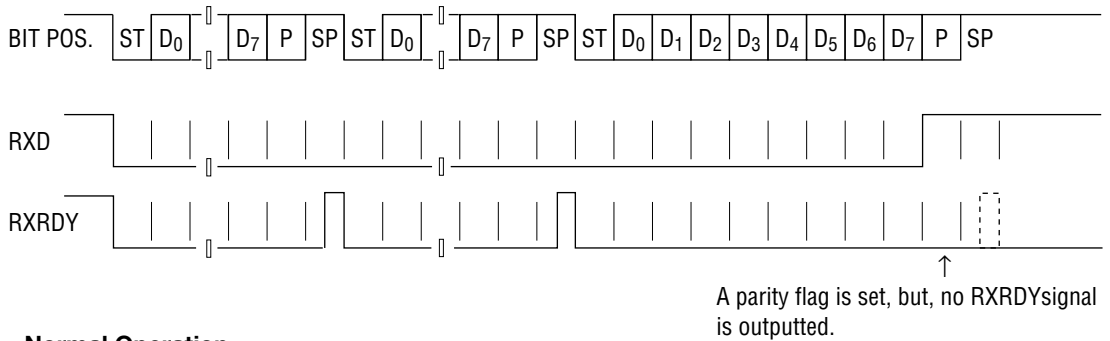 BIT POS. ST D0 D7 P SP ST D0 D7 P SP ST D0 D1 D2 D3 D4 D5 D6 D7 P SP
RXD
RXRDY
A parity flag is set, but, no RXRDYsignal
is outputted.
Normal Operation